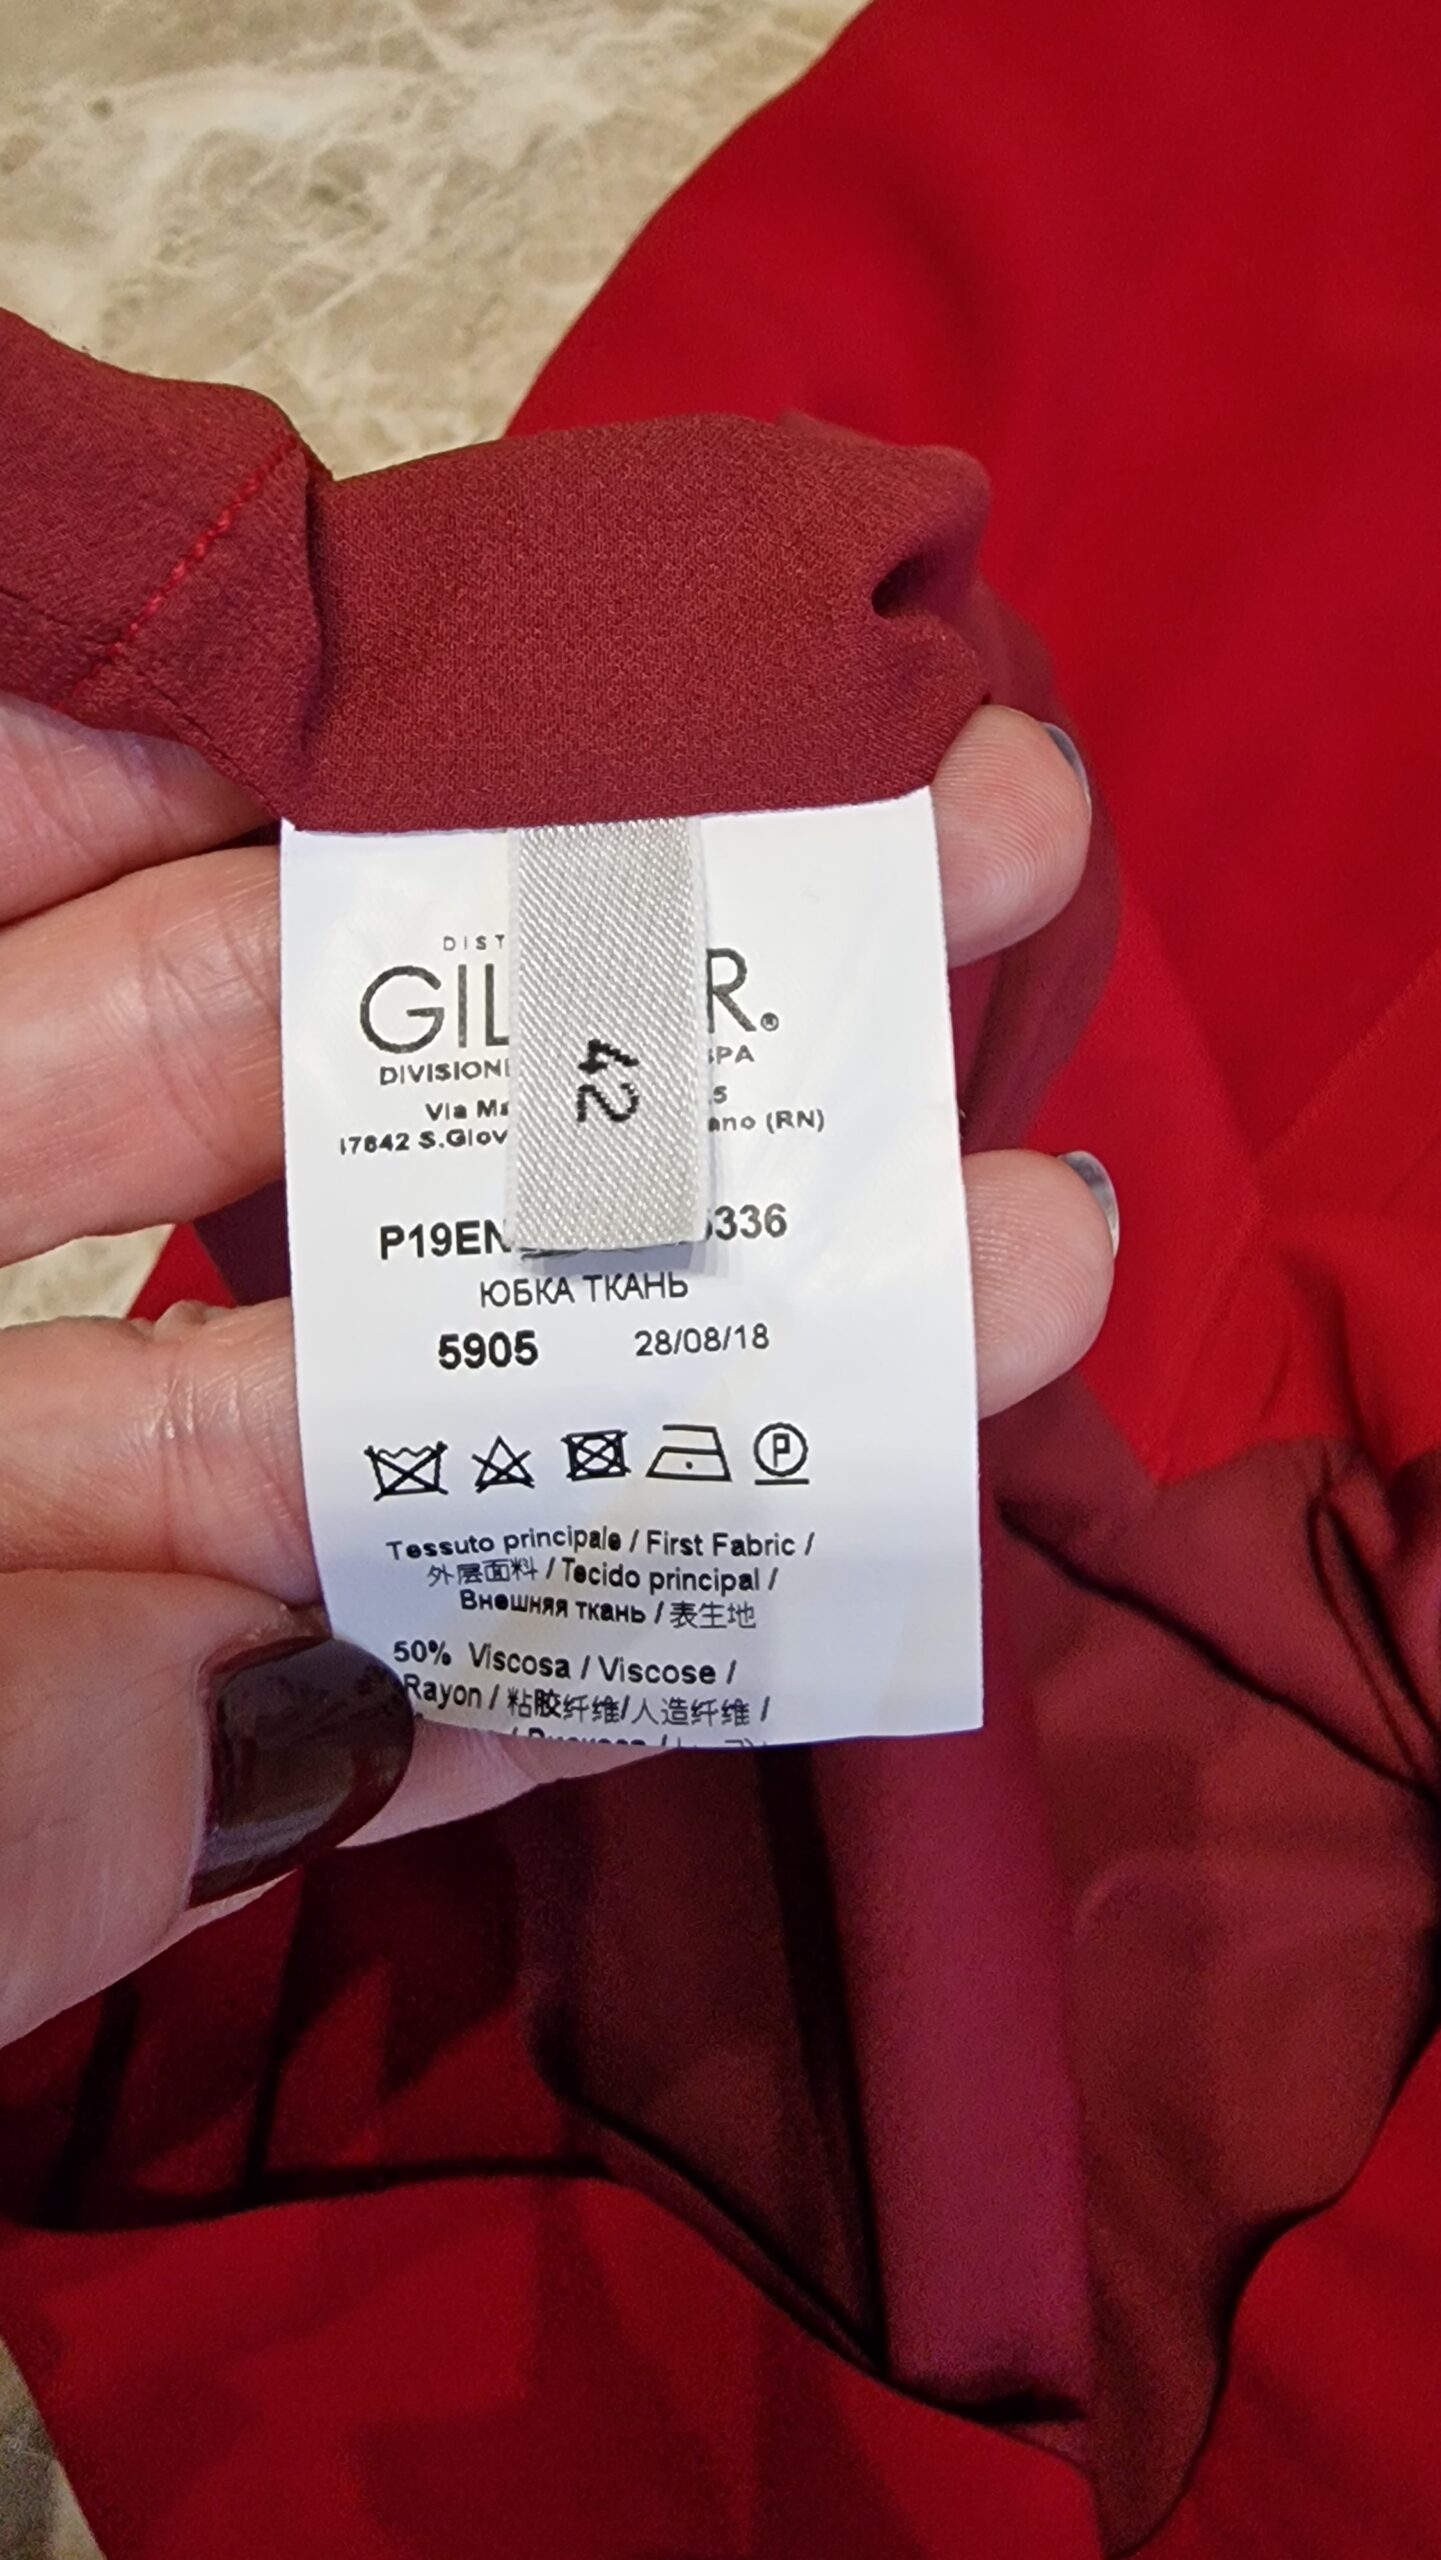 DIST
GIL R®
DIVISIONE SPA
Via Ma 5
47842 S.Giov ano (RN)
42
P19EN 336
ЮБКА ТКАНЬ
5905 28/08/18
P
Tessuto principale / First Fabric /
外层面料 / Tecido principal /
Внешняя ткань / 表生地
50% Viscosa / Viscose /
Rayon / 粘胶纤维/人造纤维 /